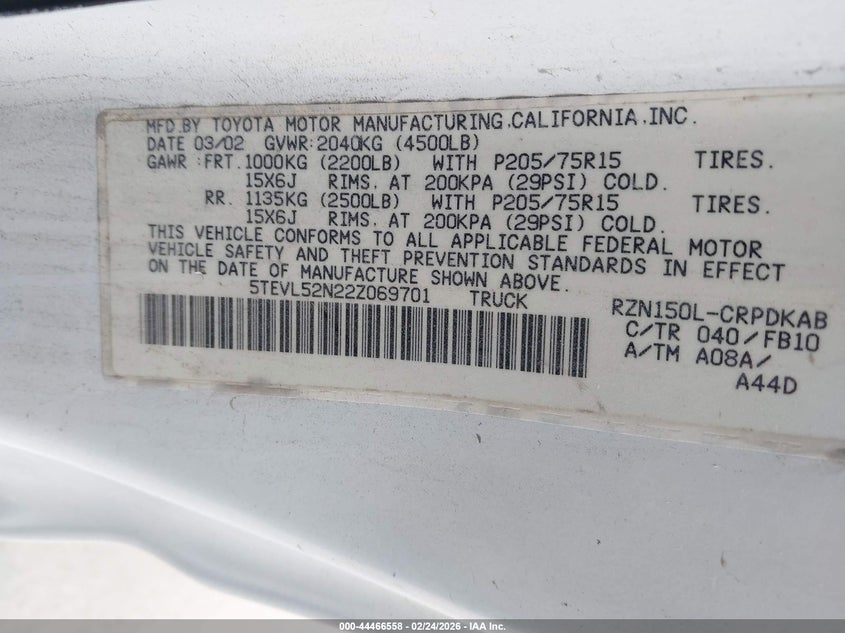 MFD.BY TOYOTA MOTOR MANUFACTURING,CALIFORNIA.INC.
DATE 03/02 GVWR:2040KG (4500LB)
GAWR:FRT.1000KG (2200LB) WITH P205/75R15 TIRES.
15X6J RIMS, AT 200KPA (29PSI) COLD.
RR. 1135KG (2500LB) WITH P205/75R15 TIRES.
15X6J RIMS, AT 200KPA (29PSI) COLD.
THIS VEHICLE CONFORMS TO ALL APPLICABLE FEDERAL MOTOR
VEHICLE SAFETY AND THEFT PREVENTION STANDARDS IN EFFECT
ON THE DATE OF MANUFACTURE SHOWN ABOVE.
5TEVL52N22Z069701 TRUCK
RZN150L-CRPDKAB
C/TR 040/FB10
A/TM A08A/
A44D
000-44466558 - 02/24/2026 - IAA Inc.